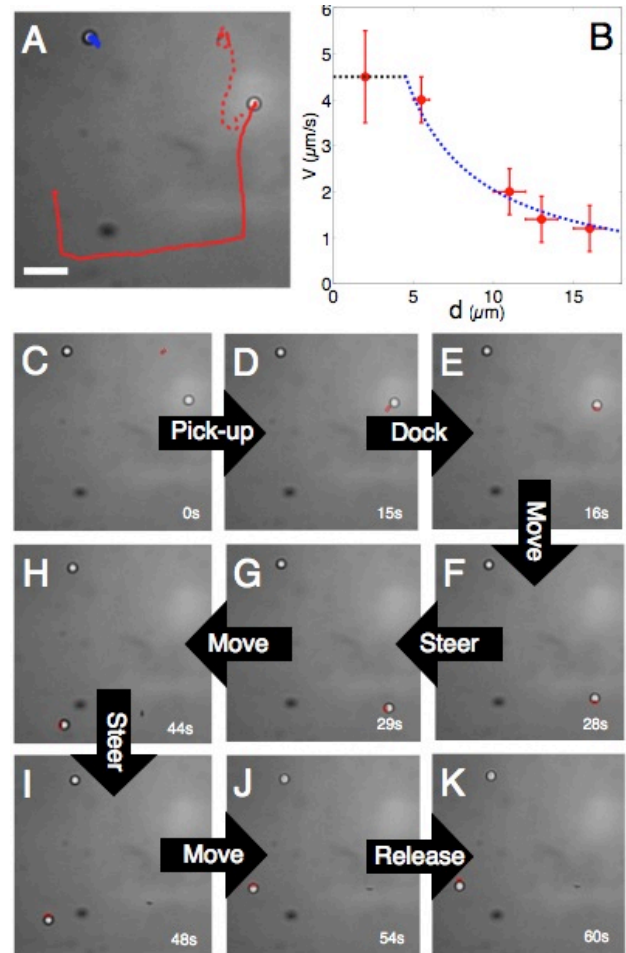 A
B
6
5
4
3
2
1
0
V (μm/s)
0 5 10 15
d (μm)
C
0s
Pick-up
D
15s
Dock
E
16s
Move
H
44s
Move
G
29s
Steer
F
28s
Steer
I
48s
Move
J
54s
Release
K
60s